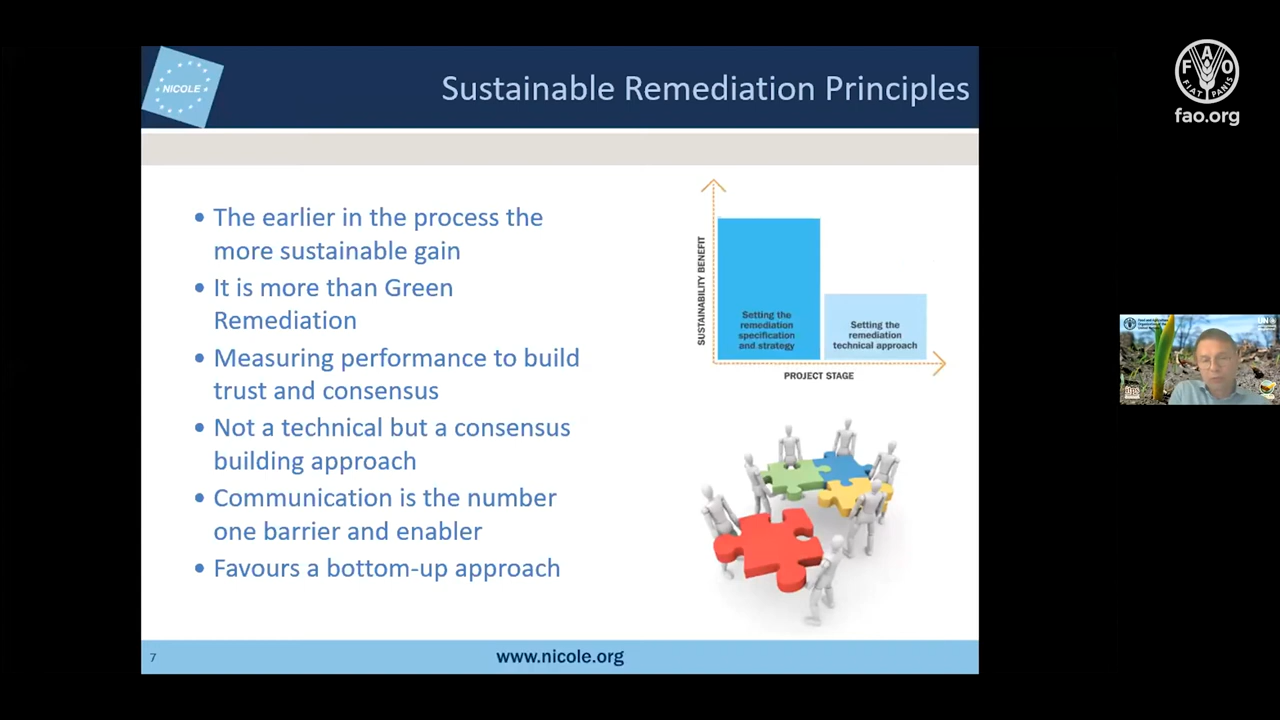 NICOLE
Sustainable Remediation Principles
FAO
FIAT PANIS
fao.org
• The earlier in the process the
more sustainable gain
• It is more than Green
Remediation
• Measuring performance to build
trust and consensus
• Not a technical but a consensus
building approach
• Communication is the number
one barrier and enabler
• Favours a bottom-up approach
SUSTAINABILITY BENEFIT
Setting the
remediation
specification
and strategy
Setting the
remediation
technical approach
PROJECT STAGE
7
www.nicole.org